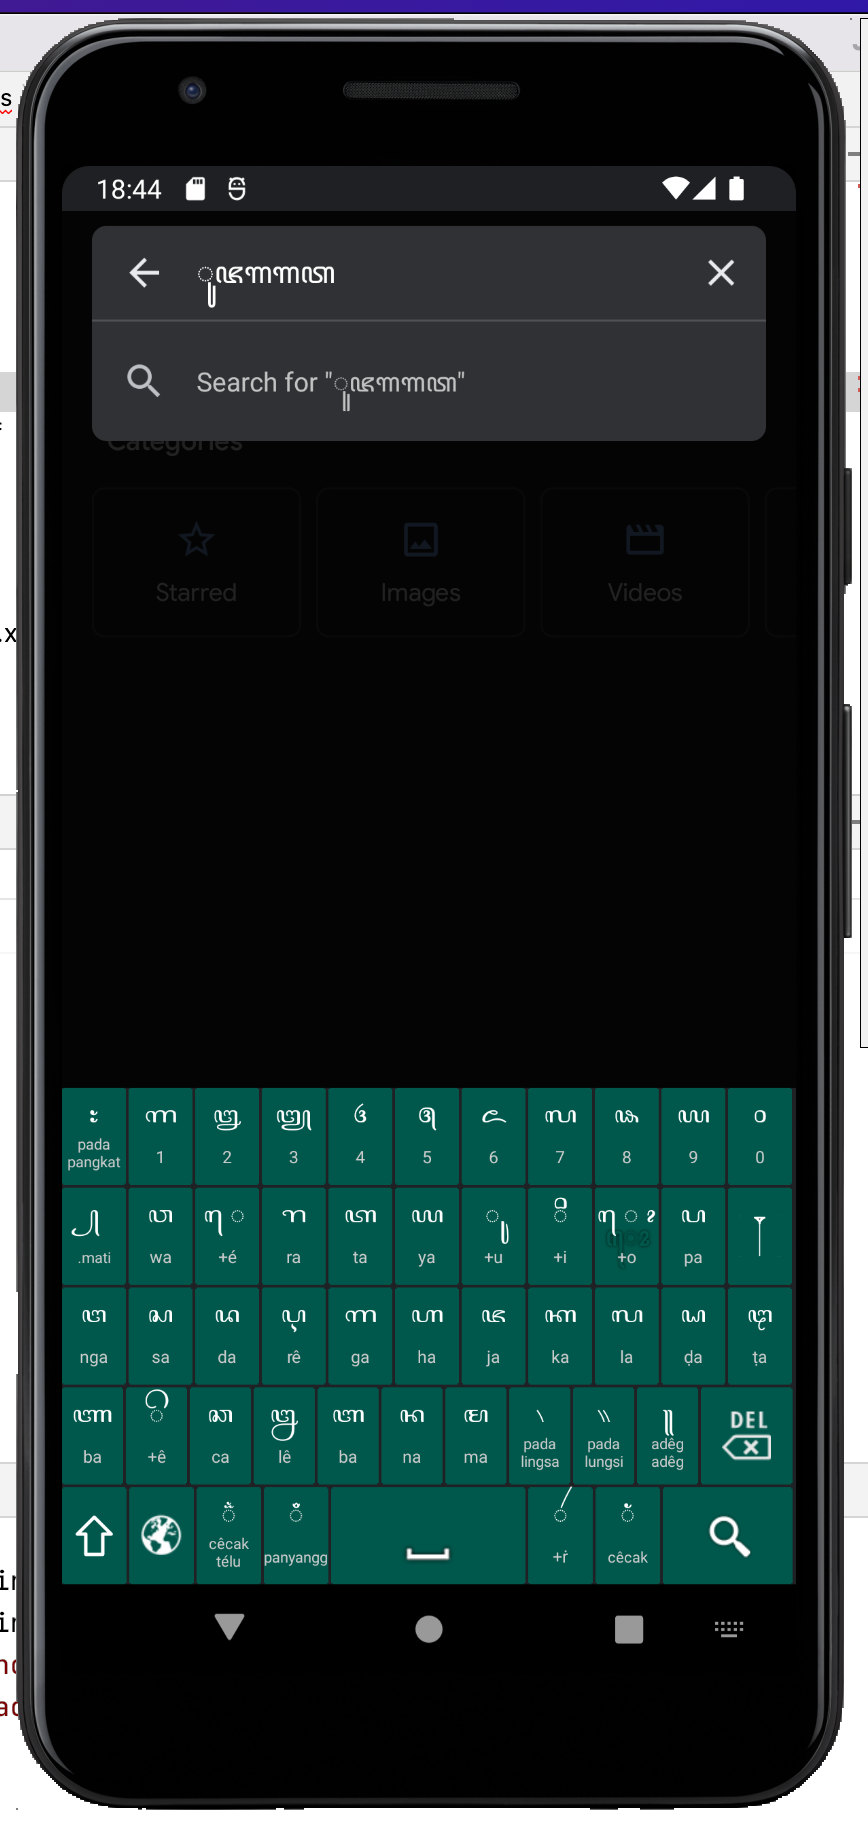 18:44
ꦸꦗꦒꦒꦠ
Search for "ꦸꦗꦒꦒꦠ"
Categories
Starred Images Videos
꧇ ꧑ ꧒ ꧓ ꧔ ꧕ ꧖ ꧗ ꧘ ꧙ ꧐
pada pangkat 1 2 3 4 5 6 7 8 9 0
꧀ ꦮ ꦺ ꦫ ꦠ ꦪ ꦸ ꦶ ꦺꦴ ꦥ
.mati wa +é ra ta ya +u +i +o pa
ꦔ ꦱ ꦢ ꦉ ꦒ ꦲ ꦗ ꦏ ꦭ ꦝ ꦛ
nga sa da rê ga ha ja ka la ḍa ṭa
ꦼ ꦕ ꦊ ꦧ ꦤ ꦩ ꧈ ꧉ ꧊ DEL
ba +ê ca lê ba na ma pada lingsa pada lungsi adêg adêg
꦳ ꦀ ꦂ ꦁ
cêcak télu panyangg +ṙ cêcak